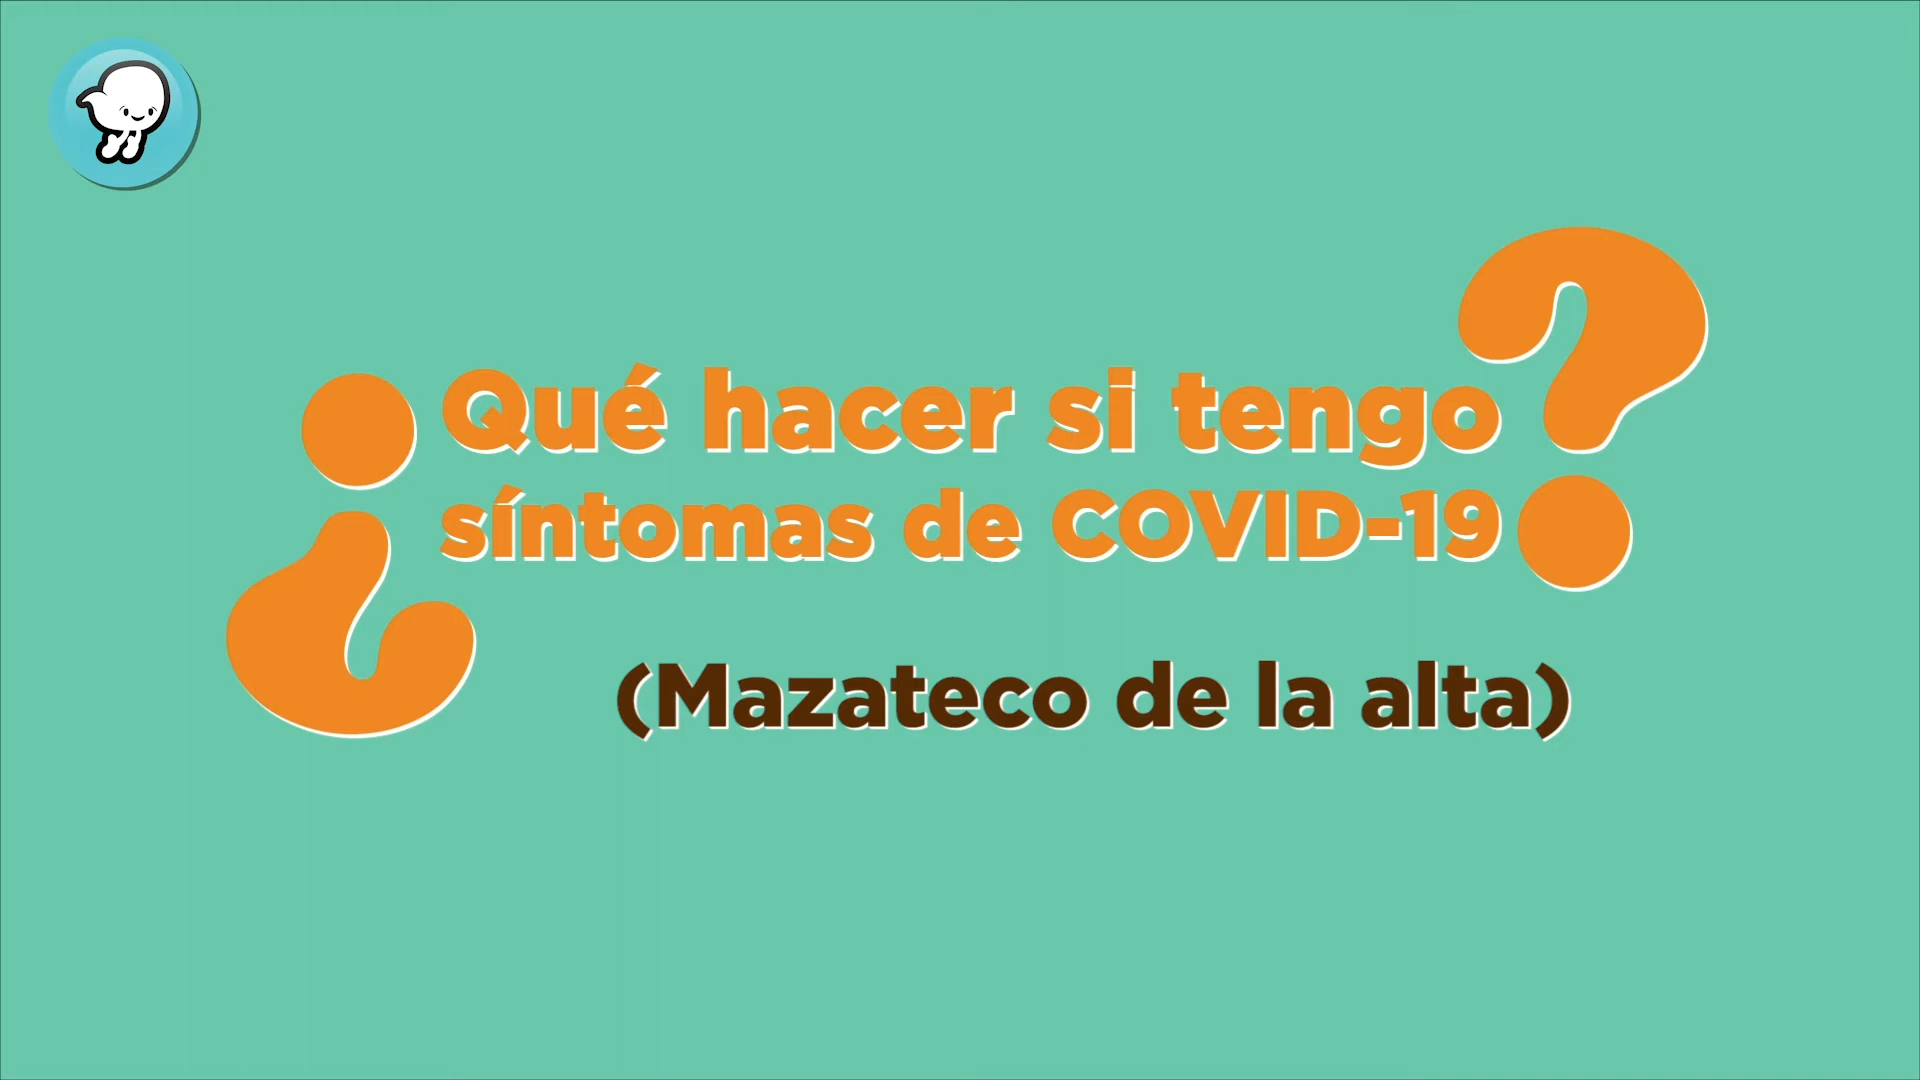 ¿Qué hacer si tengo
síntomas de COVID-19?
(Mazateco de la alta)